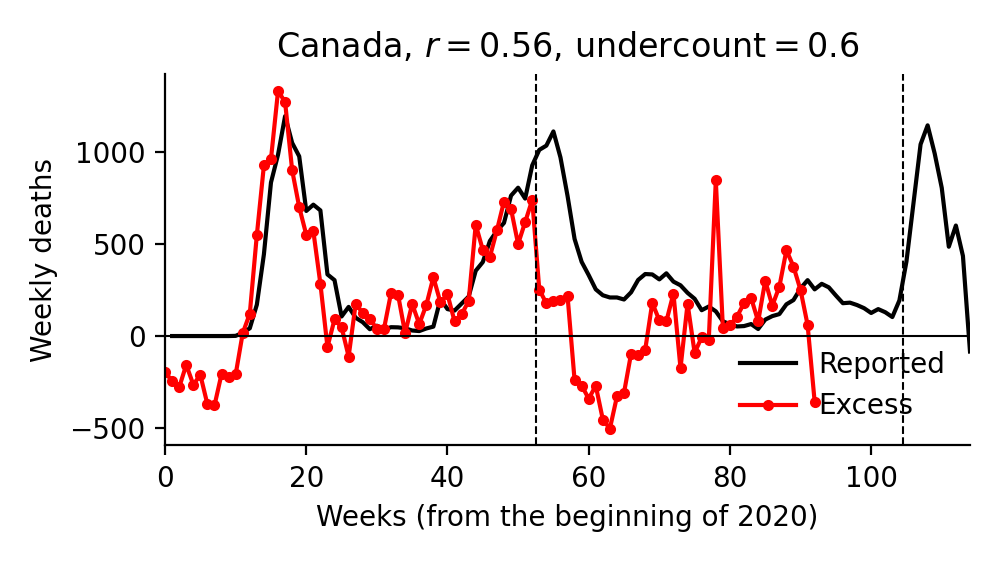 Canada, r = 0.56, undercount = 0.6
Weekly deaths
1000
500
0
−500
Reported
Excess
0 20 40 60 80 100
Weeks (from the beginning of 2020)